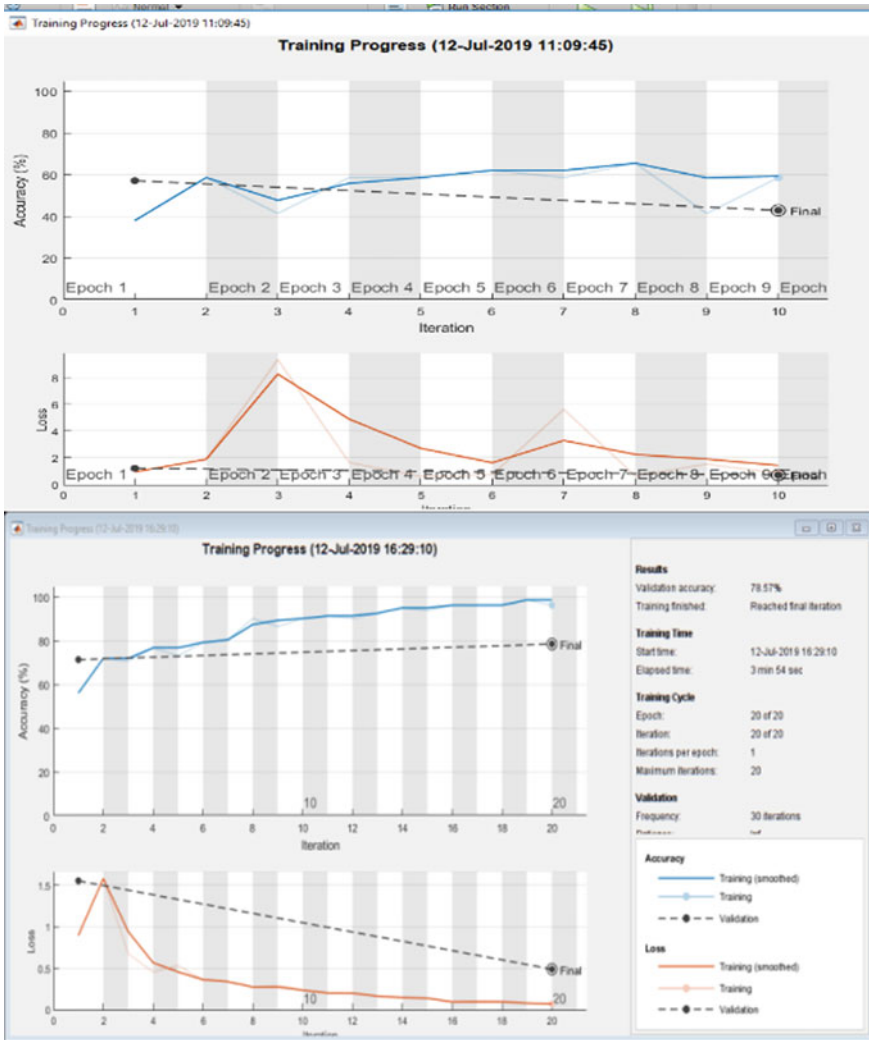 Normal
Run Section
Training Progress (12-Jul-2019 11:09:45)
Training Progress (12-Jul-2019 11:09:45)
100
80
60
40
20
0
Accuracy (%)
Final
Epoch 1 Epoch 2 Epoch 3 Epoch 4 Epoch 5 Epoch 6 Epoch 7 Epoch 8 Epoch 9 Epoch
0 1 2 3 4 5 6 7 8 9 10
Iteration
8
6
4
2
0
Loss
Epoch 1 Epoch 2 Epoch 3 Epoch 4 Epoch 5 Epoch 6 Epoch 7 Epoch 8 Epoch 9 Epoch
Final
0 1 2 3 4 5 6 7 8 9 10
Iteration
Training Progress (12-Jul-2019 16:29:10)
Training Progress (12-Jul-2019 16:29:10)
100
80
60
40
20
0
Accuracy (%)
Final
10 20
0 2 4 6 8 10 12 14 16 18 20
Iteration
1.5
1
0.5
0
Loss
Final
10 20
0 2 4 6 8 10 12 14 16 18 20
Iteration
Results
Validation accuracy: 78.57%
Training finished: Reached final iteration
Training Time
Start time: 12-Jul-2019 16:29:10
Elapsed time: 3 min 54 sec
Training Cycle
Epoch: 20 of 20
Iteration: 20 of 20
Iterations per epoch: 1
Maximum iterations: 20
Validation
Frequency: 30 iterations
Patience: Inf
Accuracy
Training (smoothed)
Training
Validation
Loss
Training (smoothed)
Training
Validation